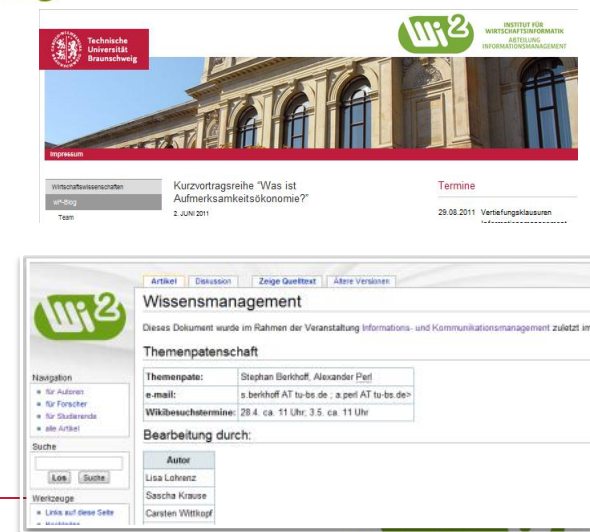 Technische
Universität
Braunschweig
wi2
INSTITUT FÜR
WIRTSCHAFTSINFORMATIK
ABTEILUNG
INFORMATIONSMANAGEMENT
Impressum
Wirtschaftswissenschaften
wi²-Blog
Team
Kurzvortragsreihe "Was ist
Aufmerksamkeitsökonomie?"
2. JUNI 2011
Termine
29.08.2011 Vertiefungsklausuren
Informationsmanagement
wi2
Artikel Diskussion Zeige Quelltext Ältere Versionen
Wissensmanagement
Dieses Dokument wurde im Rahmen der Veranstaltung Informations- und Kommunikationsmanagement zuletzt im
Themenpatenschaft
Themenpate: Stephan Berkhoff, Alexander Perl
e-mail: s.berkhoff AT tu-bs.de ; a.perl AT tu-bs.de>
Wikibesuchstermine: 28.4. ca. 11 Uhr; 3.5. ca. 11 Uhr
Bearbeitung durch:
Autor
Lisa Lohrenz
Sascha Krause
Carsten Wittkopf
Navigation
für Autoren
für Forscher
für Studierende
alle Artikel
Suche
Los Suche
Werkzeuge
Links auf diese Seite